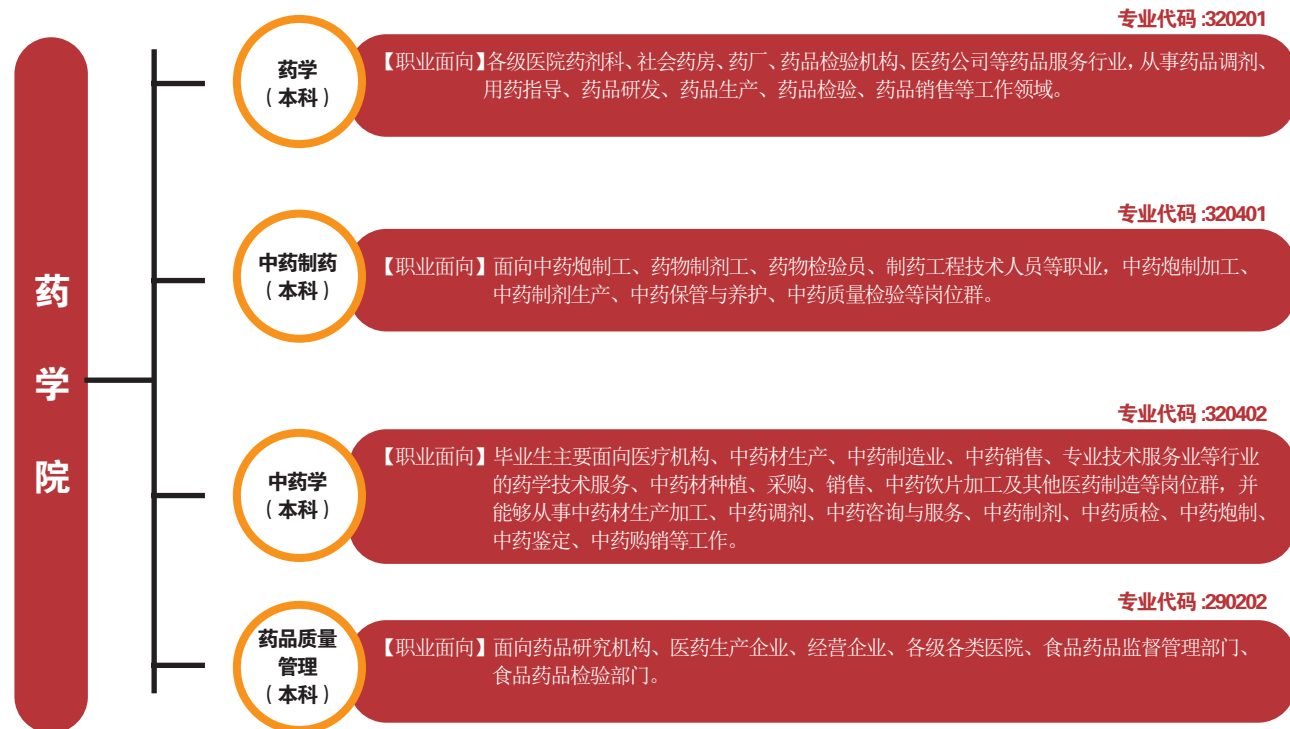 药学院
专业代码:320201
药学
（本科）
【职业面向】各级医院药剂科、社会药房、药厂、药品检验机构、医药公司等药品服务行业，从事药品调剂、
用药指导、药品研发、药品生产、药品检验、药品销售等工作领域。
专业代码:320401
中药制药
（本科）
【职业面向】面向中药炮制工、药物制剂工、药物检验员、制药工程技术人员等职业，中药炮制加工、
中药制剂生产、中药保管与养护、中药质量检验等岗位群。
专业代码:320402
中药学
（本科）
【职业面向】毕业生主要面向医疗机构、中药材生产、中药制造业、中药销售、专业技术服务业等行业
的药学技术服务、中药材种植、采购、销售、中药饮片加工及其他医药制造等岗位群，并
能够从事中药材生产加工、中药调剂、中药咨询与服务、中药制剂、中药质检、中药炮制、
中药鉴定、中药购销等工作。
专业代码:290202
药品质量
管理
（本科）
【职业面向】面向药品研究机构、医药生产企业、经营企业、各级各类医院、食品药品监督管理部门、
食品药品检验部门。